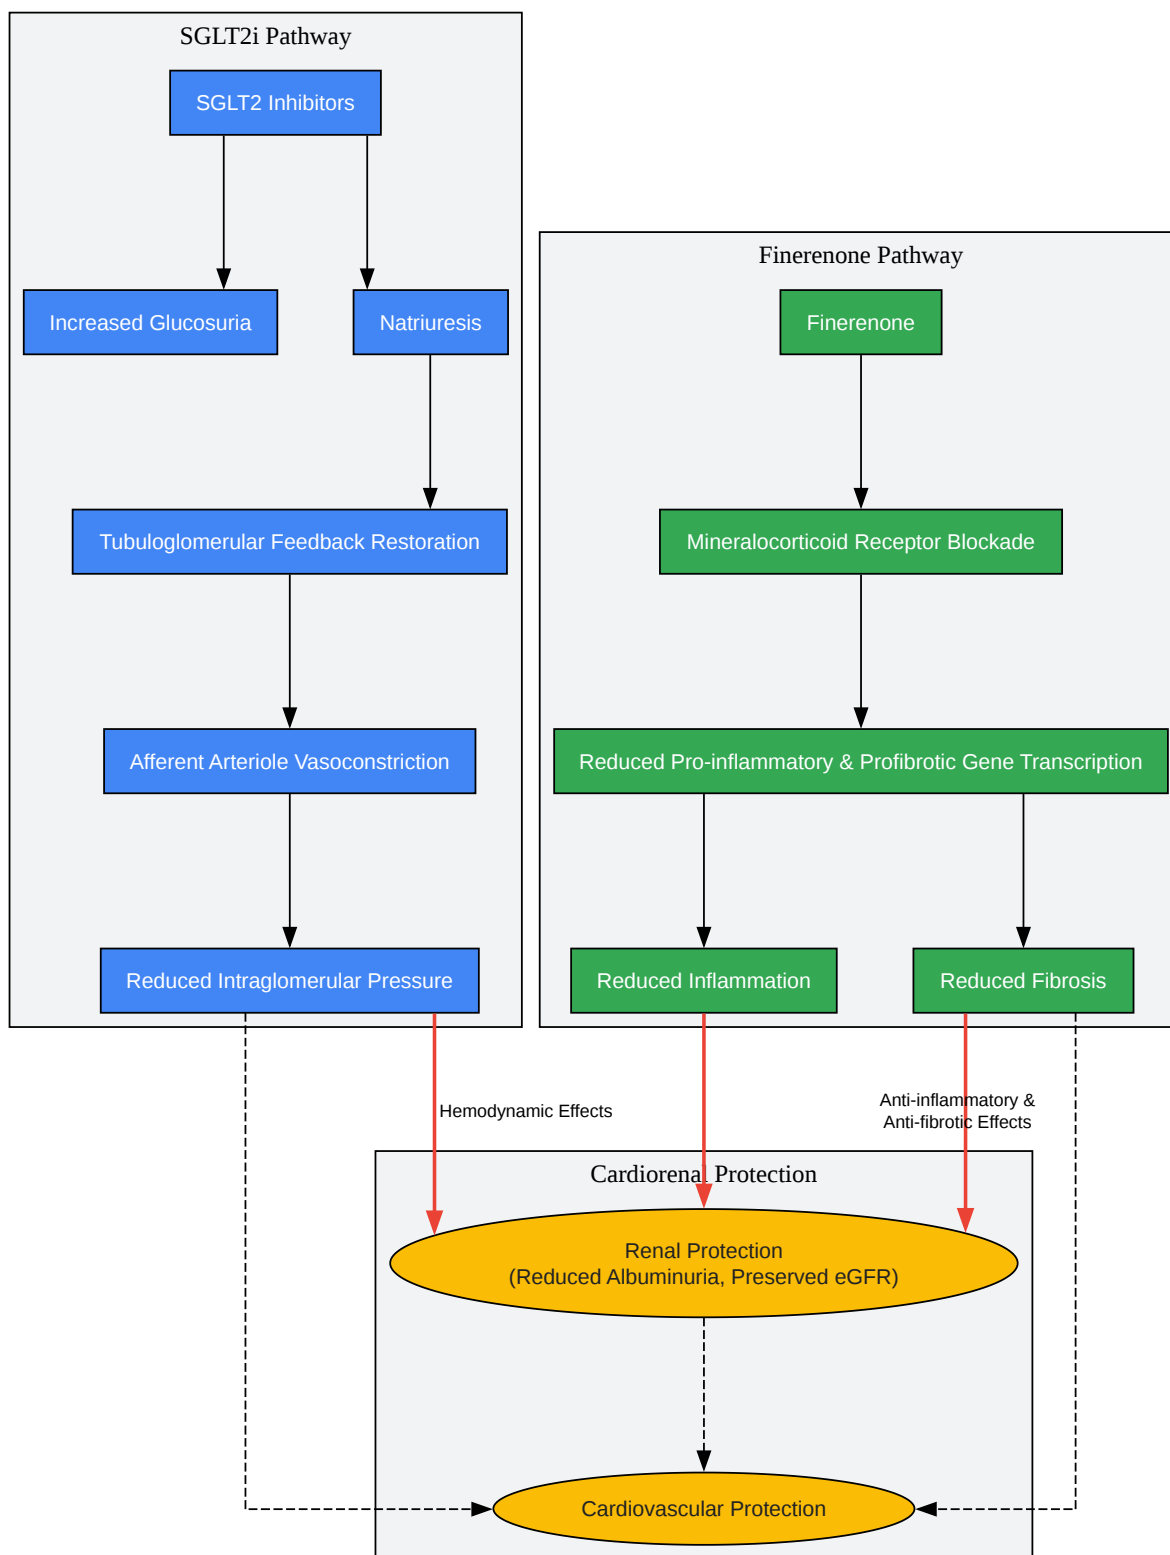 SGLT2i Pathway
SGLT2 Inhibitors
Increased Glucosuria
Natriuresis
Tubuloglomerular Feedback Restoration
Afferent Arteriole Vasoconstriction
Reduced Intraglomerular Pressure
Finerenone Pathway
Finerenone
Mineralocorticoid Receptor Blockade
Reduced Pro-inflammatory & Profibrotic Gene Transcription
Reduced Inflammation
Reduced Fibrosis
Hemodynamic Effects
Anti-inflammatory &
Anti-fibrotic Effects
Cardiorenal Protection
Renal Protection
(Reduced Albuminuria, Preserved eGFR)
Cardiovascular Protection